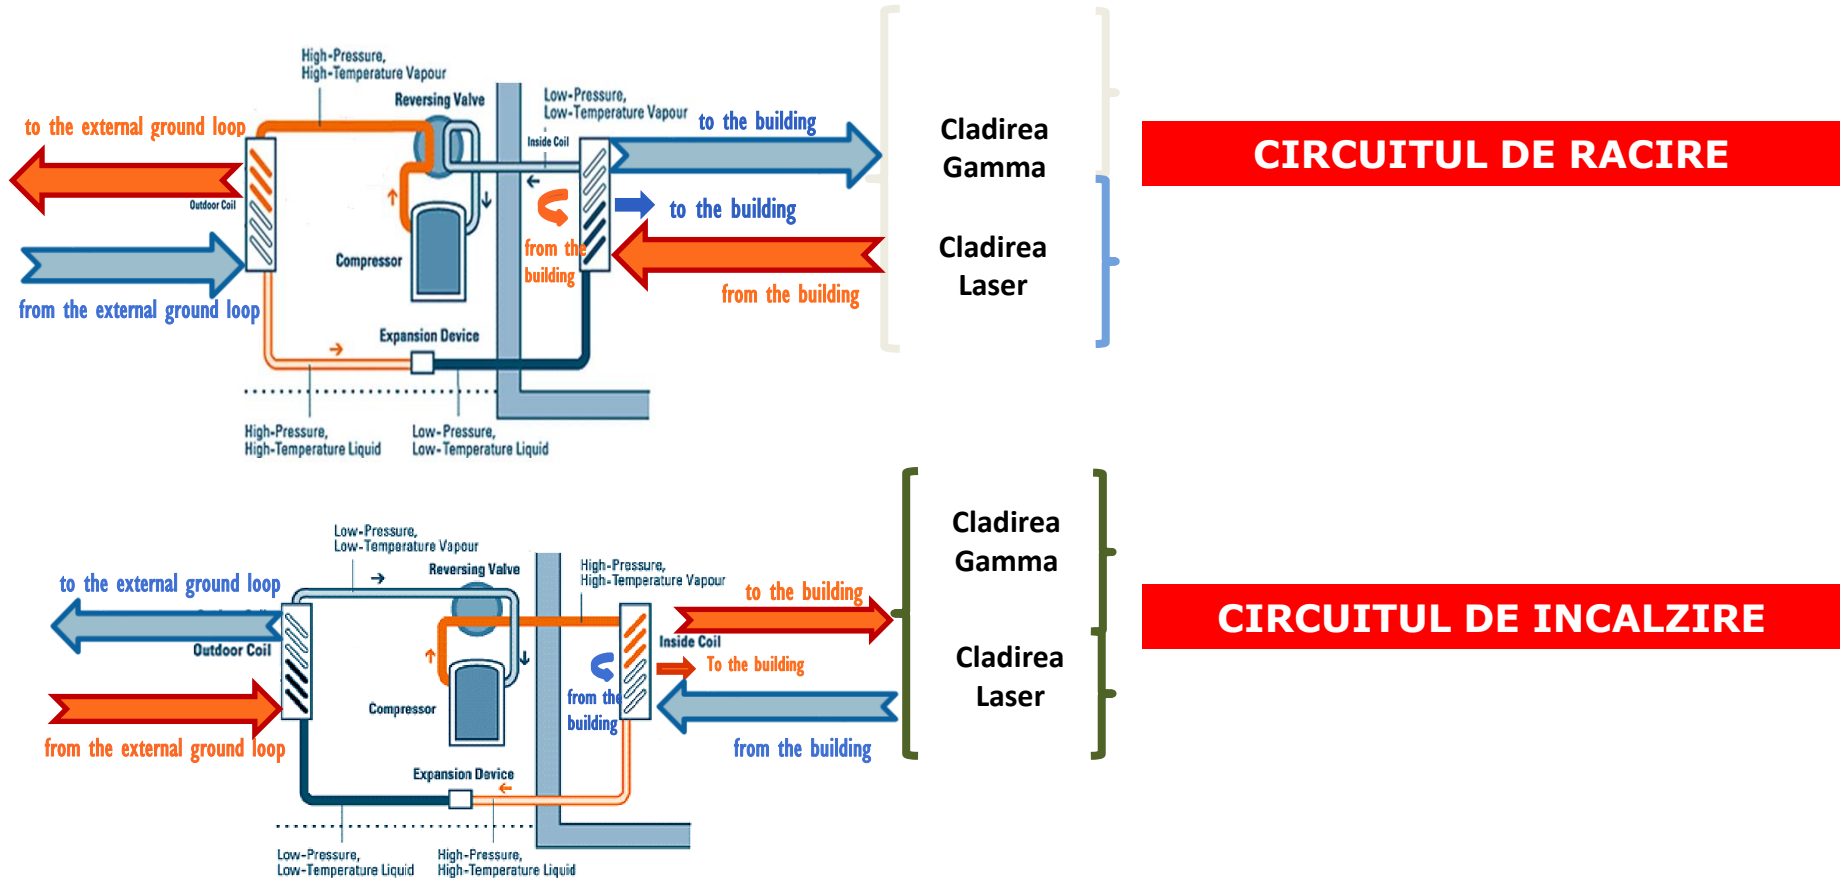 High-Pressure,
High-Temperature Vapour
Reversing Valve
Low-Pressure,
Low-Temperature Vapour
to the external ground loop
to the building
Inside Coil
Outdoor Coil
to the building
from the
building
Compressor
from the external ground loop
from the building
Expansion Device
High-Pressure,
High-Temperature Liquid
Low-Pressure,
Low-Temperature Liquid
Cladirea
Gamma
Cladirea
Laser
CIRCUITUL DE RACIRE
Low-Pressure,
Low-Temperature Vapour
Reversing Valve
High-Pressure,
High-Temperature Vapour
to the external ground loop
to the building
Outdoor Coil
Inside Coil
To the building
from the
building
Compressor
from the external ground loop
from the building
Expansion Device
Low-Pressure,
Low-Temperature Liquid
High-Pressure,
High-Temperature Liquid
Cladirea
Gamma
Cladirea
Laser
CIRCUITUL DE INCALZIRE